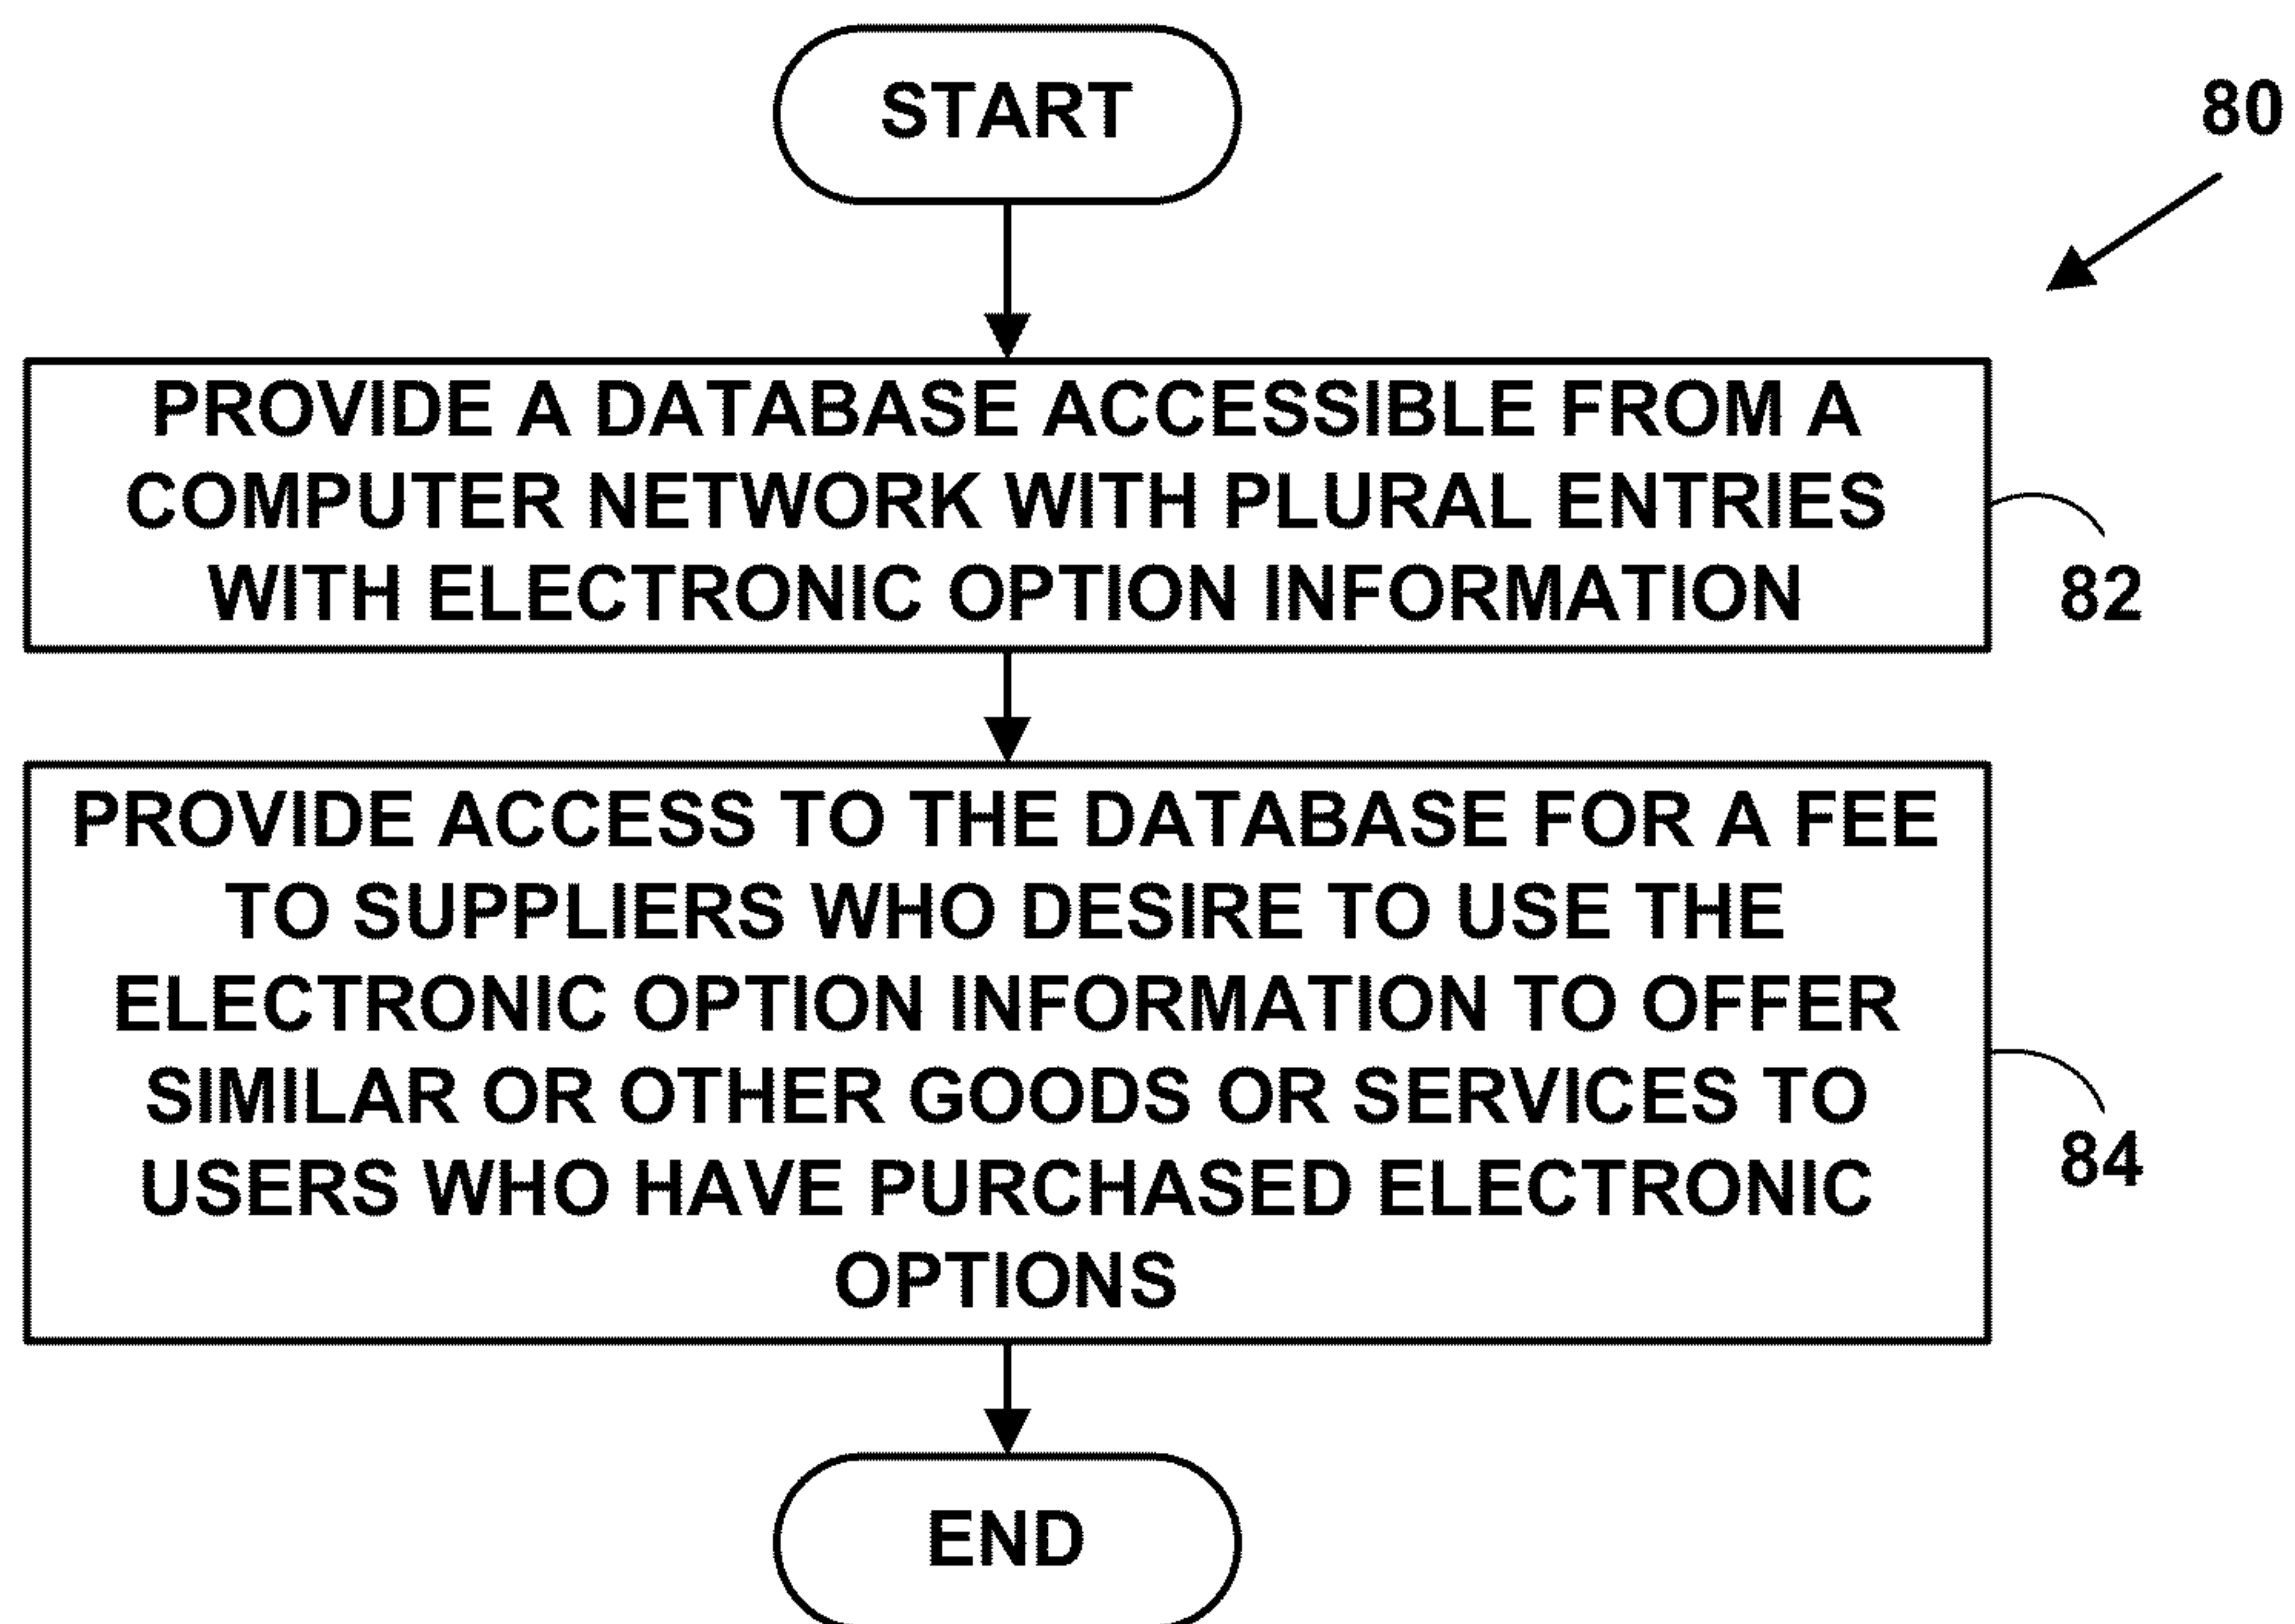 START
80
PROVIDE A DATABASE ACCESSIBLE FROM A
COMPUTER NETWORK WITH PLURAL ENTRIES
WITH ELECTRONIC OPTION INFORMATION
82
PROVIDE ACCESS TO THE DATABASE FOR A FEE
TO SUPPLIERS WHO DESIRE TO USE THE
ELECTRONIC OPTION INFORMATION TO OFFER
SIMILAR OR OTHER GOODS OR SERVICES TO
USERS WHO HAVE PURCHASED ELECTRONIC
OPTIONS
84
END